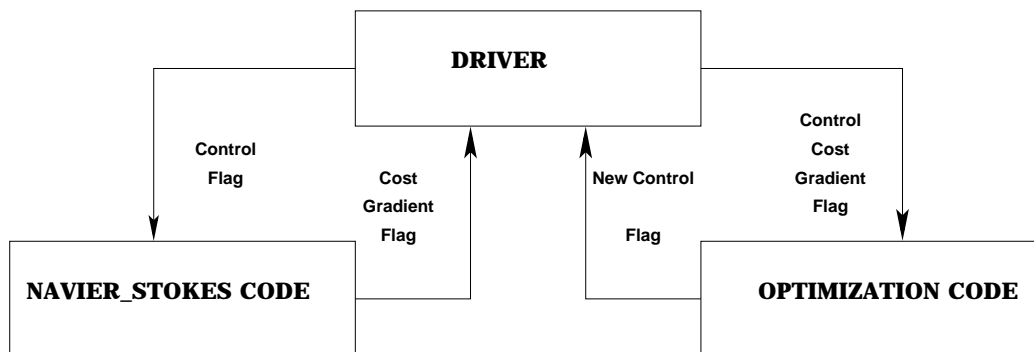 DRIVER
Control
Flag
Cost
Gradient
Flag
New Control
Flag
Control
Cost
Gradient
Flag
NAVIER_STOKES CODE
OPTIMIZATION CODE